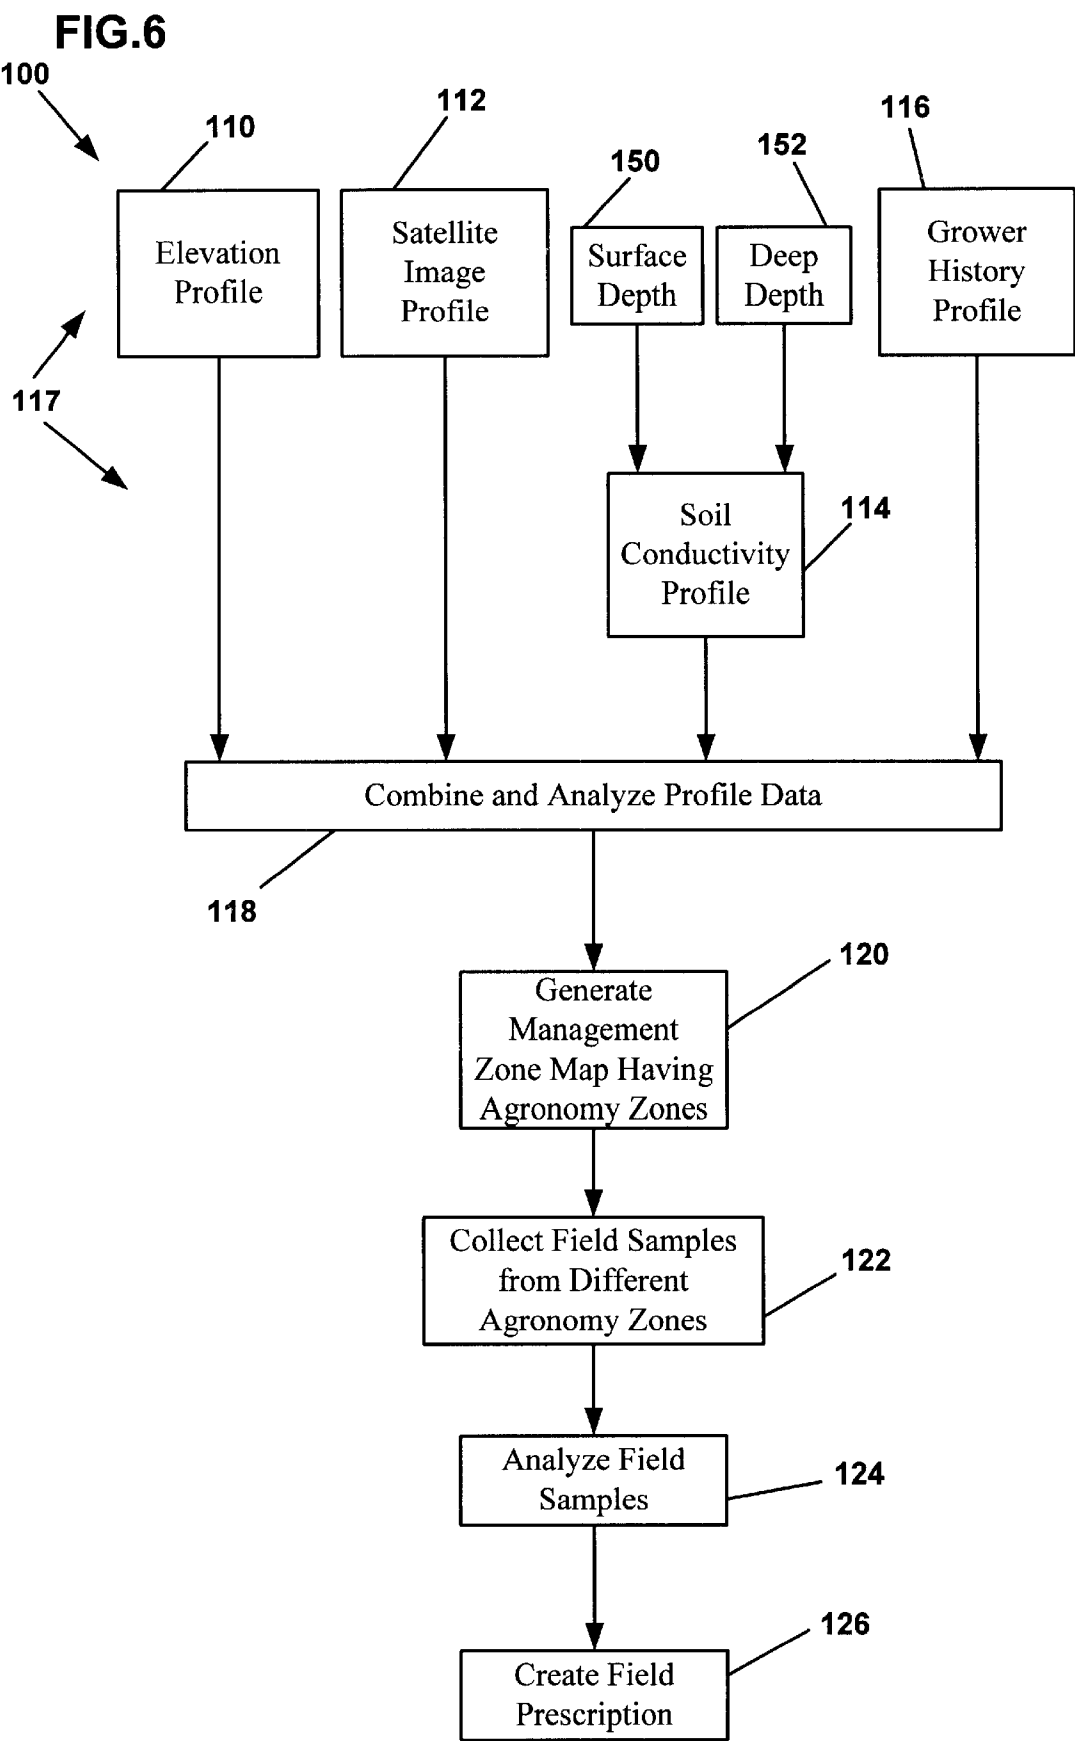 FIG.6
100
110
112
150
152
116
Elevation
Profile
Satellite
Image
Profile
Surface
Depth
Deep
Depth
Grower
History
Profile
117
Soil
Conductivity
Profile
114
Combine and Analyze Profile Data
118
Generate
Management
Zone Map Having
Agronomy Zones
120
Collect Field Samples
from Different
Agronomy Zones
122
Analyze Field
Samples
124
Create Field
Prescription
126